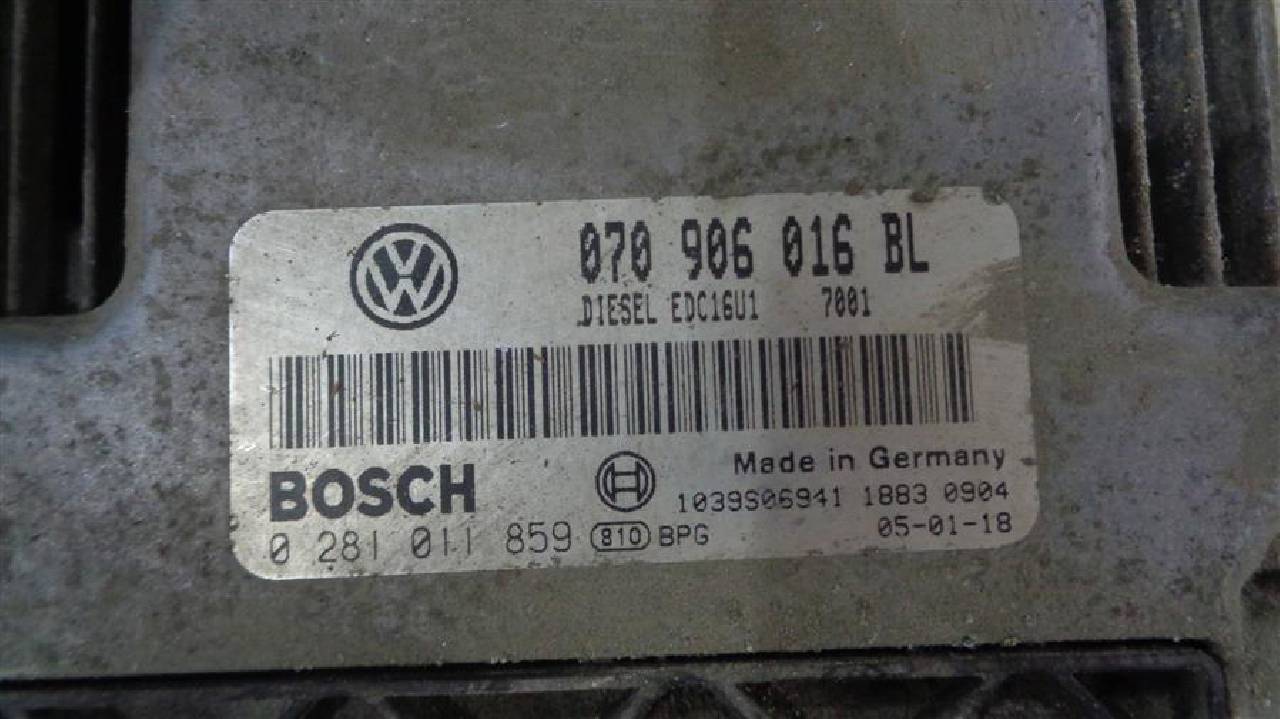 070 906 016 BL
DIESEL EDC16U1 7001
BOSCH
Made in Germany
1039S06941 1883 0904
0 281 011 859 810 BPG
05-01-18